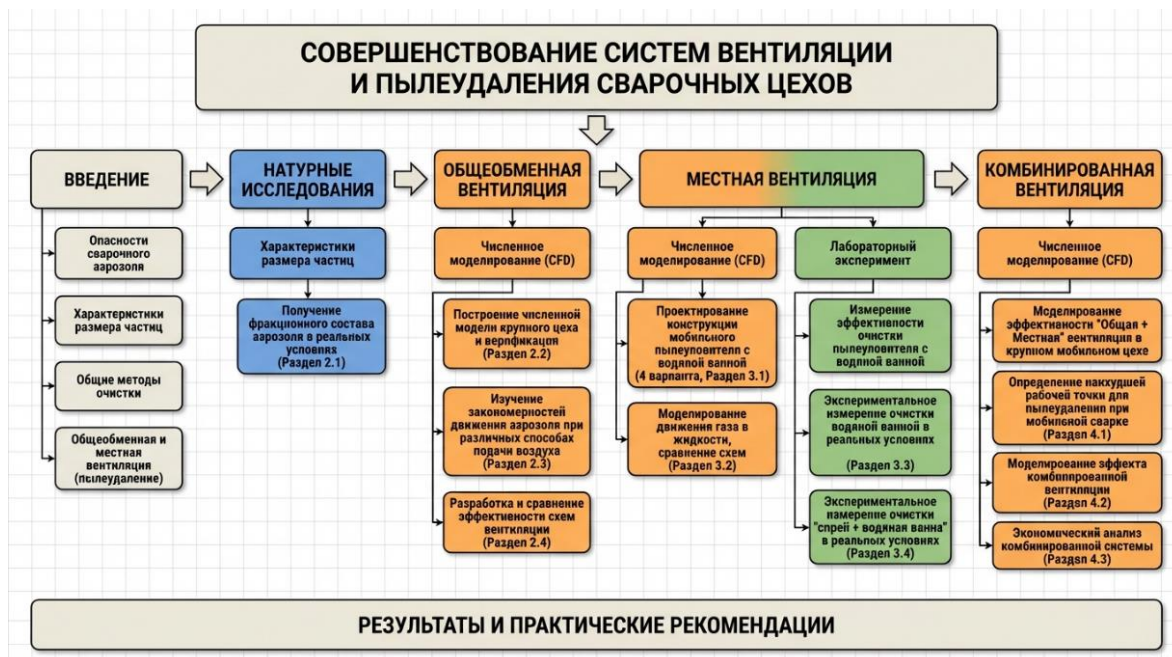 СОВЕРШЕНСТВОВАНИЕ СИСТЕМ ВЕНТИЛЯЦИИ
И ПЫЛЕУДАЛЕНИЯ СВАРОЧНЫХ ЦЕХОВ
ВВЕДЕНИЕ
Опасности
сварочного
аэрозоля
Характеристики
размера частиц
Общие методы
очистки
Общеобменная и
местная
вентиляция
(пылеудаление)
НАТУРНЫЕ
ИССЛЕДОВАНИЯ
Характеристики
размера частиц
Получение
фракционного состава
аэрозоля в реальных
условиях
(Раздел 2.1)
ОБЩЕОБМЕННАЯ
ВЕНТИЛЯЦИЯ
Численное
моделирование (CFD)
Построение численной
модели крупного цеха
и верификация
(Раздел 2.2)
Изучение
закономерностей
движения аэрозоля при
различных способах
подачи воздуха
(Раздел 2.3)
Разработка и сравнение
эффективности схем
вентиляции
(Раздел 2.4)
МЕСТНАЯ ВЕНТИЛЯЦИЯ
Численное
моделирование (CFD)
Проектирование
конструкции
мобильного
пылеуповителя с
водяпой ванной
(4 варпанта, Раздел 3.1)
Моделирование
движения газа в
жидкости,
сравнение схем
(Раздел 3.2)
Лабораторный
эксперимент
Измерение
эффективности
очистки
пылеуповителя с
водяной ванной
Экспериментальное
измерение очистки
водяной ванной в
реальных условиях
(Раздел 3.3)
Экспериментальное
измерение очистки
"спрей + водяная ванна"
в реальных условиях
(Раздел 3.4)
КОМБИНИРОВАННАЯ
ВЕНТИЛЯЦИЯ
Численное
моделирование (CFD)
Моделирование
эффективности "Общая +
Местная" вентиляции в
крупном мобильном цехе
Определение накхудшей
рабочей точки для
пылеудаления при
мобильной сварке
(Раздел 4.1)
Моделирование эффекта
комбинированной
вентиляции
(Раздел 4.2)
Экономический анализ
комбинированной системы
(Раздел 4.3)
РЕЗУЛЬТАТЫ И ПРАКТИЧЕСКИЕ РЕКОМЕНДАЦИИ